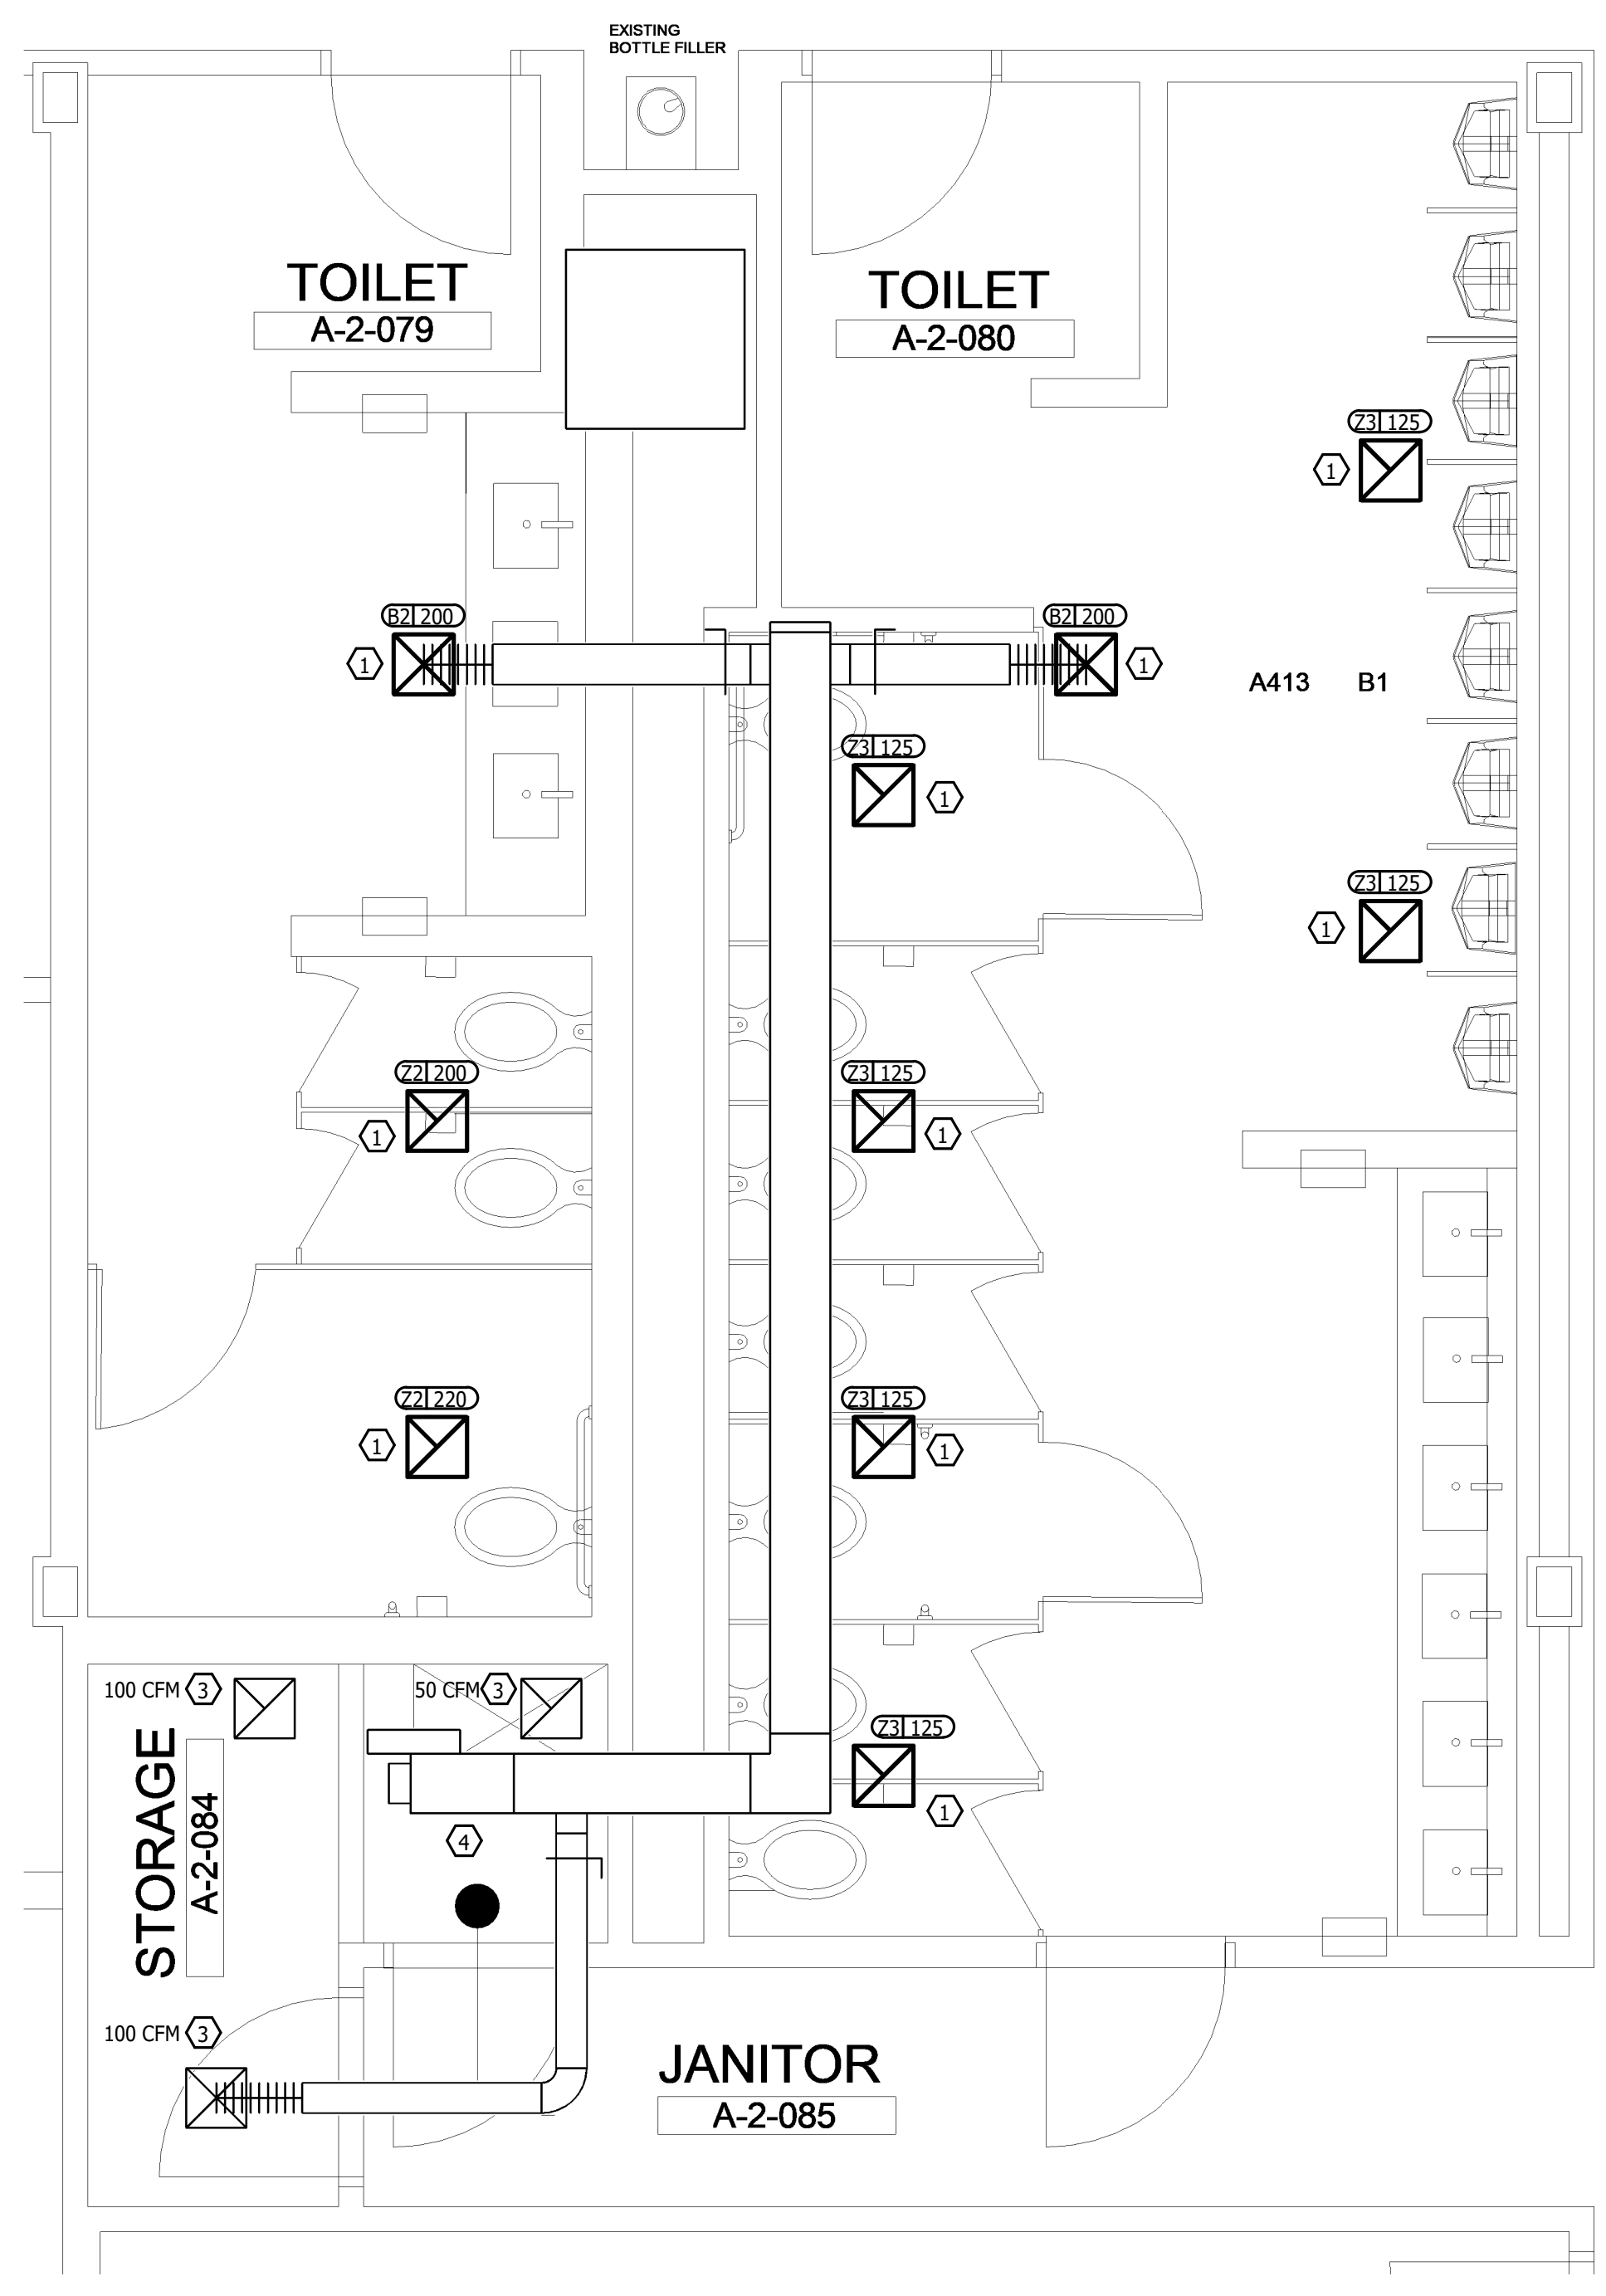 EXISTING
BOTTLE FILLER
TOILET
A-2-079
TOILET
A-2-080
Z3 125
1
B2 200
1
B2 200
1
A413 B1
Z3 125
1
Z3 125
1
Z2 200
1
Z3 125
1
Z2 220
1
Z3 125
1
100 CFM 3
50 CFM 3
Z3 125
1
STORAGE
A-2-084
4
100 CFM 3
JANITOR
A-2-085